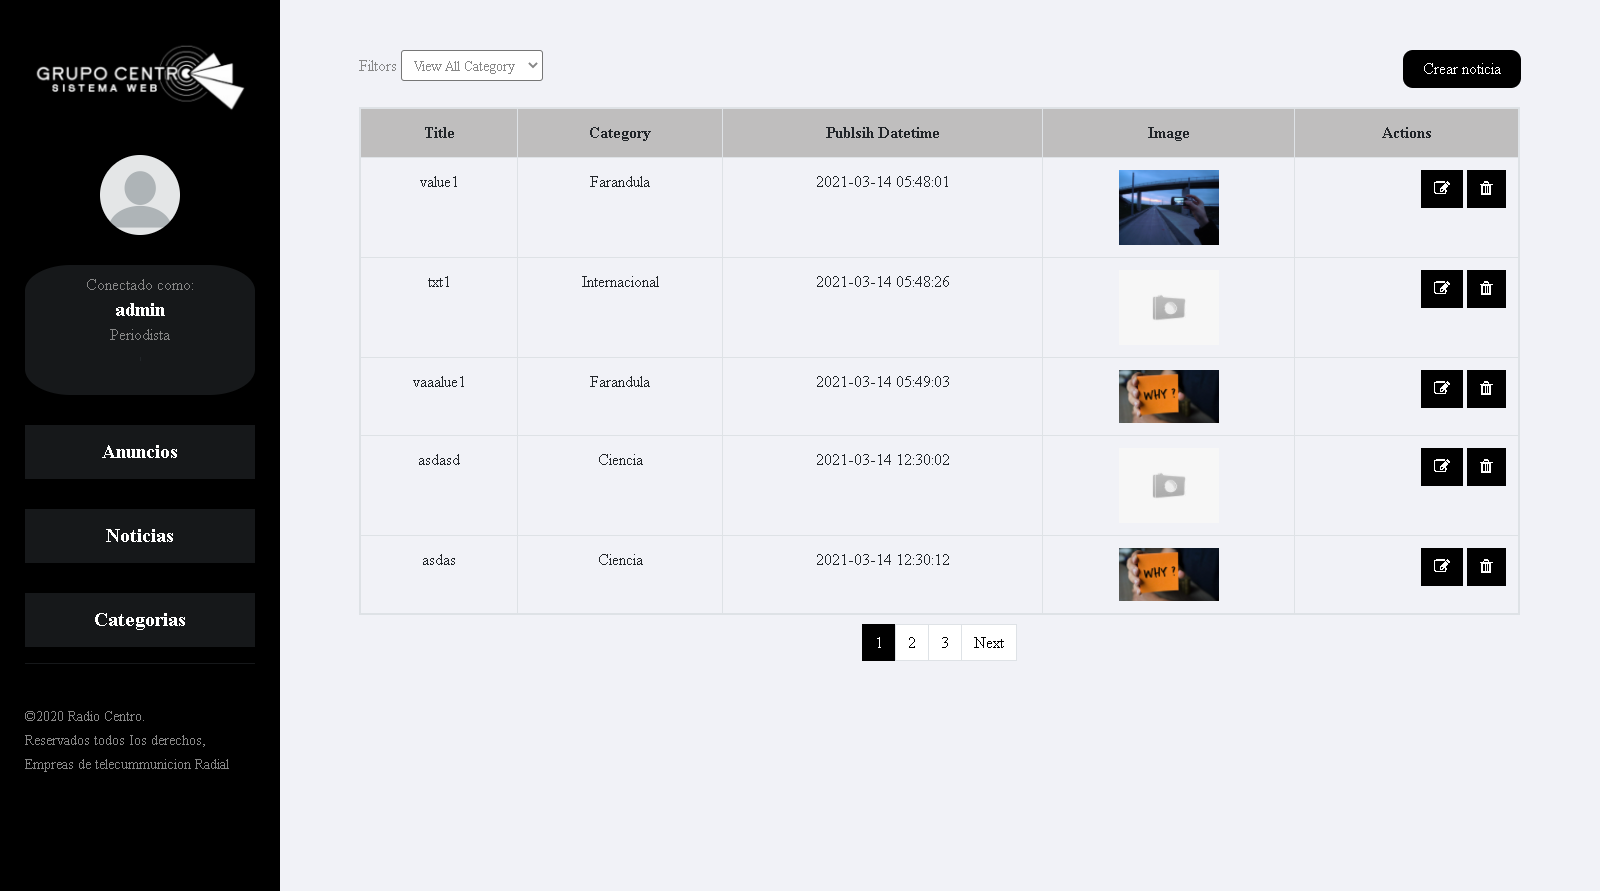 GRUPO CENTRO
SISTEMA WEB
Conectado como:
admin
Periodista
Anuncios
Noticias
Categorias
©2020 Radio Centro.
Reservados todos los derechos,
Empreas de telecummunicion Radial
Filtors View All Category
Crear noticia
Title Category Publsih Datetime Image Actions
value1 Farandula 2021-03-14 05:48:01
txt1 Internacional 2021-03-14 05:48:26
vaaalue1 Farandula 2021-03-14 05:49:03
WHY ?
asdasd Ciencia 2021-03-14 12:30:02
asdas Ciencia 2021-03-14 12:30:12
WHY ?
1 2 3 Next